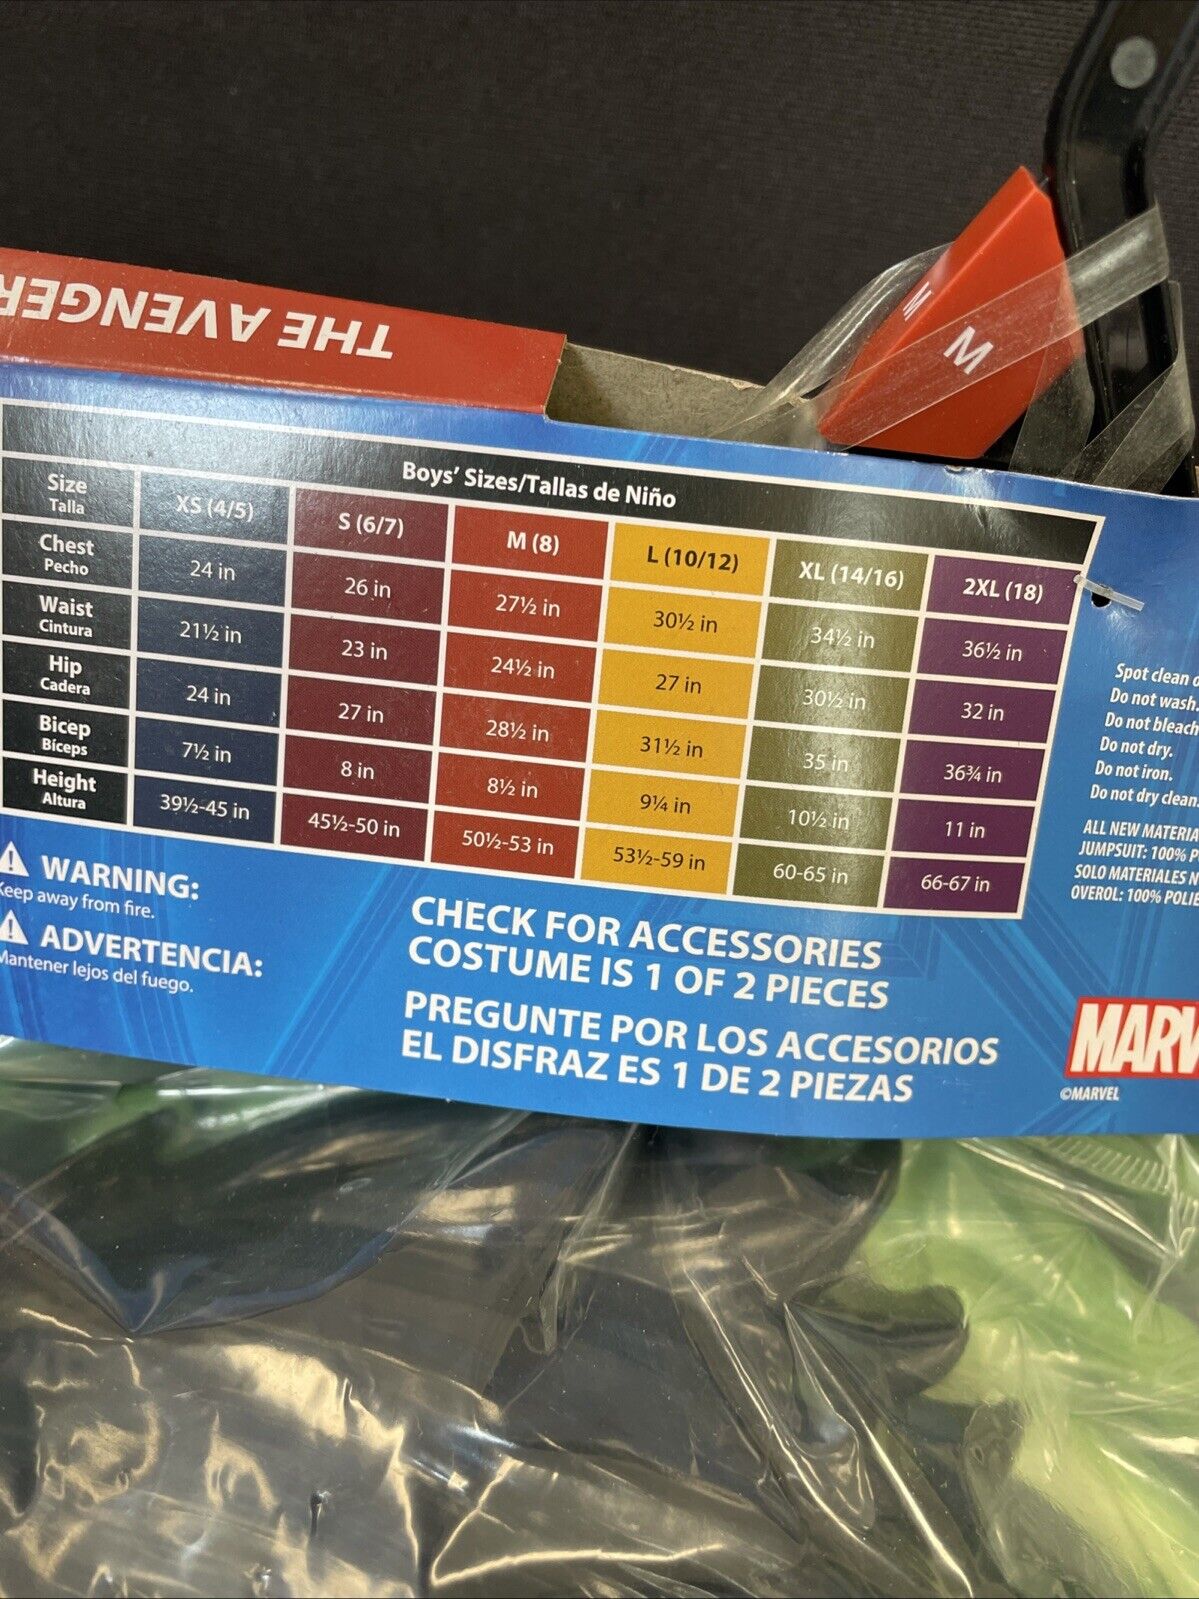 THE AVENGER
M
M
Boys' Sizes/Tallas de Niño
Size XS (4/5) S (6/7) M (8) L (10/12) XL (14/16) 2XL (18)
Talla
Chest 24 in 26 in 27½ in 30½ in 34½ in 36½ in
Pecho
Waist 21½ in 23 in 24½ in 27 in 30½ in 32 in
Cintura
Hip 24 in 27 in 28½ in 31½ in 35 in 36¾ in
Cadera
Bicep 7½ in 8 in 8½ in 9¼ in 10½ in 11 in
Bíceps
Height 39½-45 in 45½-50 in 50½-53 in 53½-59 in 60-65 in 66-67 in
Altura
WARNING:
Keep away from fire.
ADVERTENCIA:
Mantener lejos del fuego.
CHECK FOR ACCESSORIES
COSTUME IS 1 OF 2 PIECES
PREGUNTE POR LOS ACCESORIOS
EL DISFRAZ ES 1 DE 2 PIEZAS
Spot clean
Do not wash.
Do not bleach
Do not dry.
Do not iron.
Do not dry clean.
ALL NEW MATERIA
JUMPSUIT: 100% P
SOLO MATERIALES N
OVEROL: 100% POLIE
MARV
©MARVEL